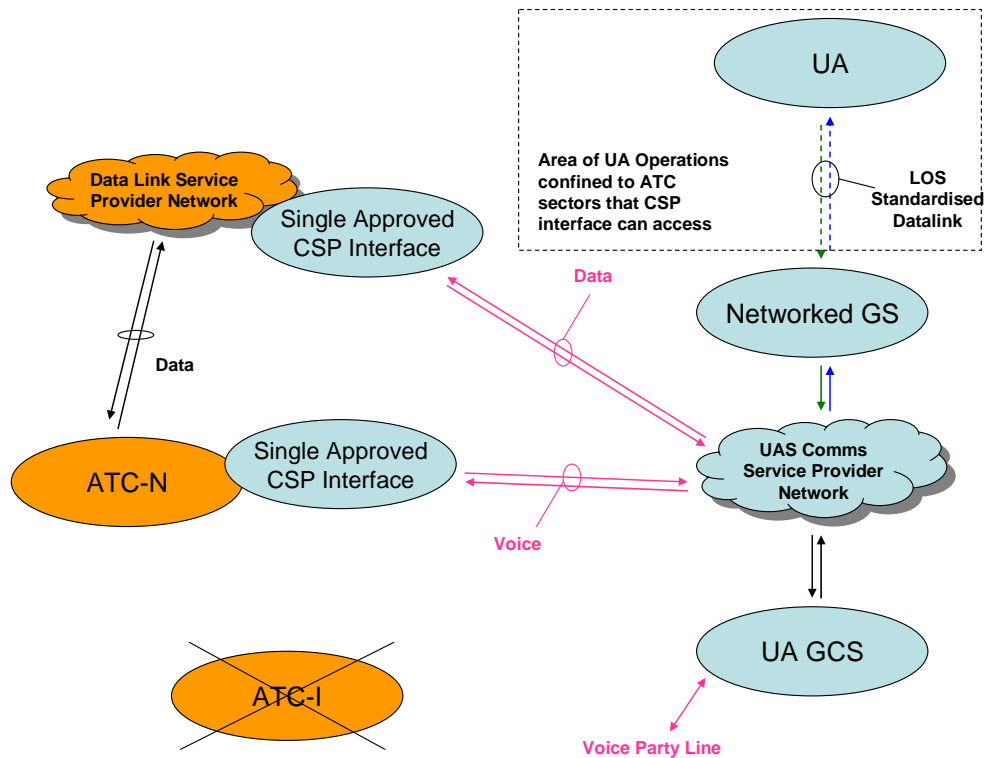 UA
Area of UA Operations
confined to ATC
sectors that CSP
interface can access
LOS
Standardised
Datalink
Data Link Service
Provider Network
Single Approved
CSP Interface
Data
Networked GS
Data
Single Approved
CSP Interface
ATC-N
UAS Comms
Service Provider
Network
Voice
UA GCS
ATC-I
Voice Party Line